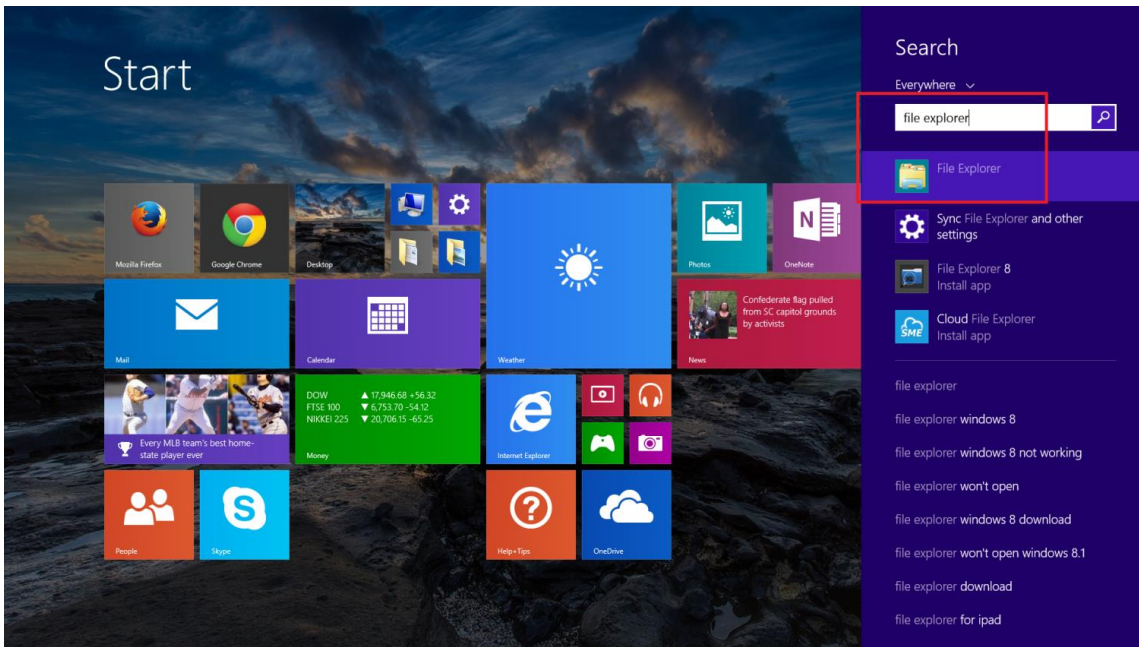 Start
Mozilla Firefox
Google Chrome
Desktop
Mail
Calendar
Every MLB team's best home-
state player ever
DOW ▲ 17,946.68 +56.32
FTSE 100 ▼ 6,753.70 -54.12
NIKKEI 225 ▼ 20,706.15 -65.25
Money
People
S
Skype
Weather
Photos
N
OneNote
Confederate flag pulled
from SC capitol grounds
by activists
News
Internet Explorer
?
Help+Tips
OneDrive
Search
Everywhere
file explorer
File Explorer
Sync File Explorer and other
settings
File Explorer 8
Install app
SME
Cloud File Explorer
Install app
file explorer
file explorer windows 8
file explorer windows 8 not working
file explorer won't open
file explorer windows 8 download
file explorer won't open windows 8.1
file explorer download
file explorer for ipad